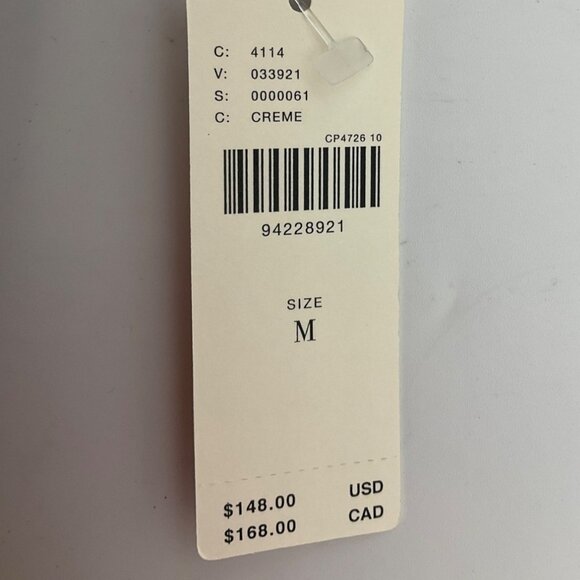 C: 4114
V: 033921
S: 0000061
C: CREME
CP4726 10
94228921
SIZE
M
$148.00 USD
$168.00 CAD